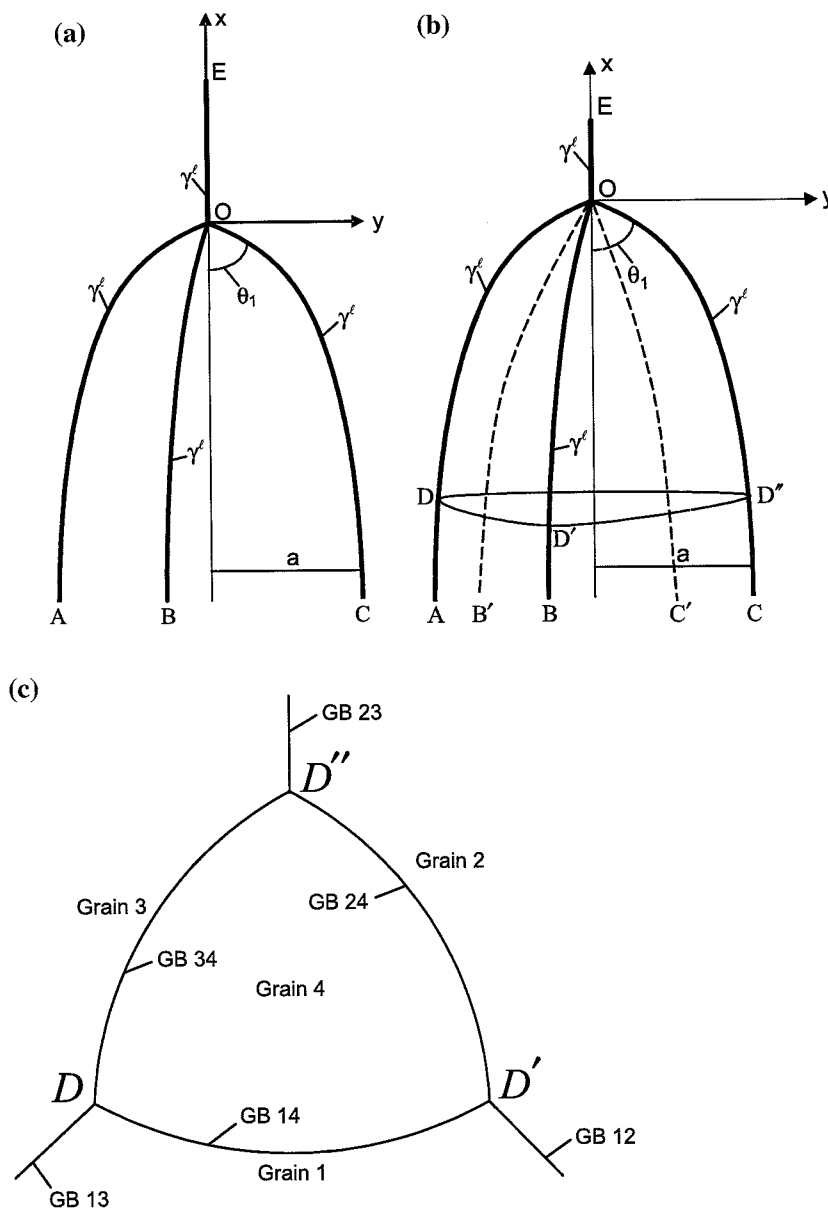 (a)
x
E
γℓ
O
y
γℓ
θ1
γℓ
γℓ
a
A
B
C
(b)
x
E
γℓ
O
y
γℓ
θ1
γℓ
γℓ
D
D′
D″
a
A
B′
B
C′
C
(c)
GB 23
D″
Grain 2
Grain 3
GB 24
GB 34
Grain 4
D
D′
GB 14
GB 12
Grain 1
GB 13